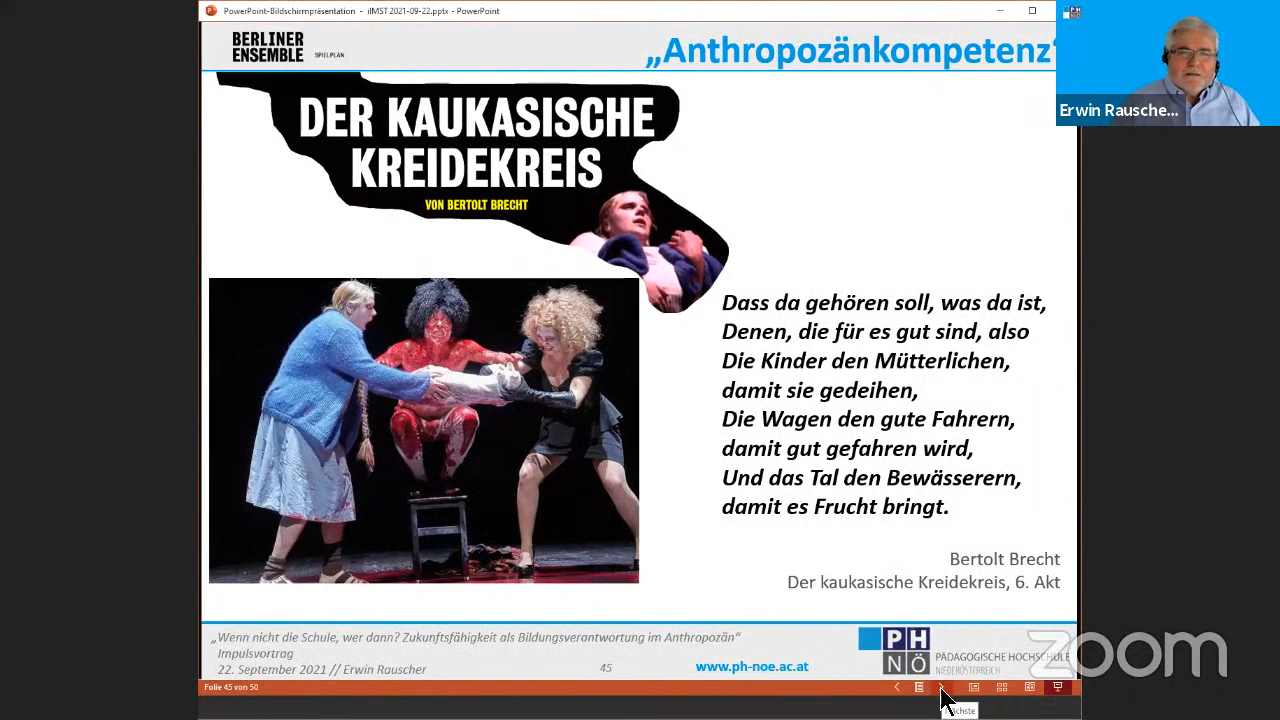 PowerPoint-Bildschirmpräsentation - iIMST 2021-09-22.pptx - PowerPoint
BERLINER
ENSEMBLE
SPIELPLAN
„Anthropozänkompetenz“
Erwin Rausche...
DER KAUKASISCHE
KREIDEKREIS
VON BERTOLT BRECHT
Dass da gehören soll, was da ist,
Denen, die für es gut sind, also
Die Kinder den Mütterlichen,
damit sie gedeihen,
Die Wagen den gute Fahrern,
damit gut gefahren wird,
Und das Tal den Bewässerern,
damit es Frucht bringt.
Bertolt Brecht
Der kaukasische Kreidekreis, 6. Akt
„Wenn nicht die Schule, wer dann? Zukunftsfähigkeit als Bildungsverantwortung im Anthropozän“
Impulsvortrag
22. September 2021 // Erwin Rauscher
45
www.ph-noe.ac.at
PH
NÖ
PÄDAGOGISCHE HOCHSCHULE
NIEDERÖSTERREICH
zoom
Folie 45 von 50
Nächste